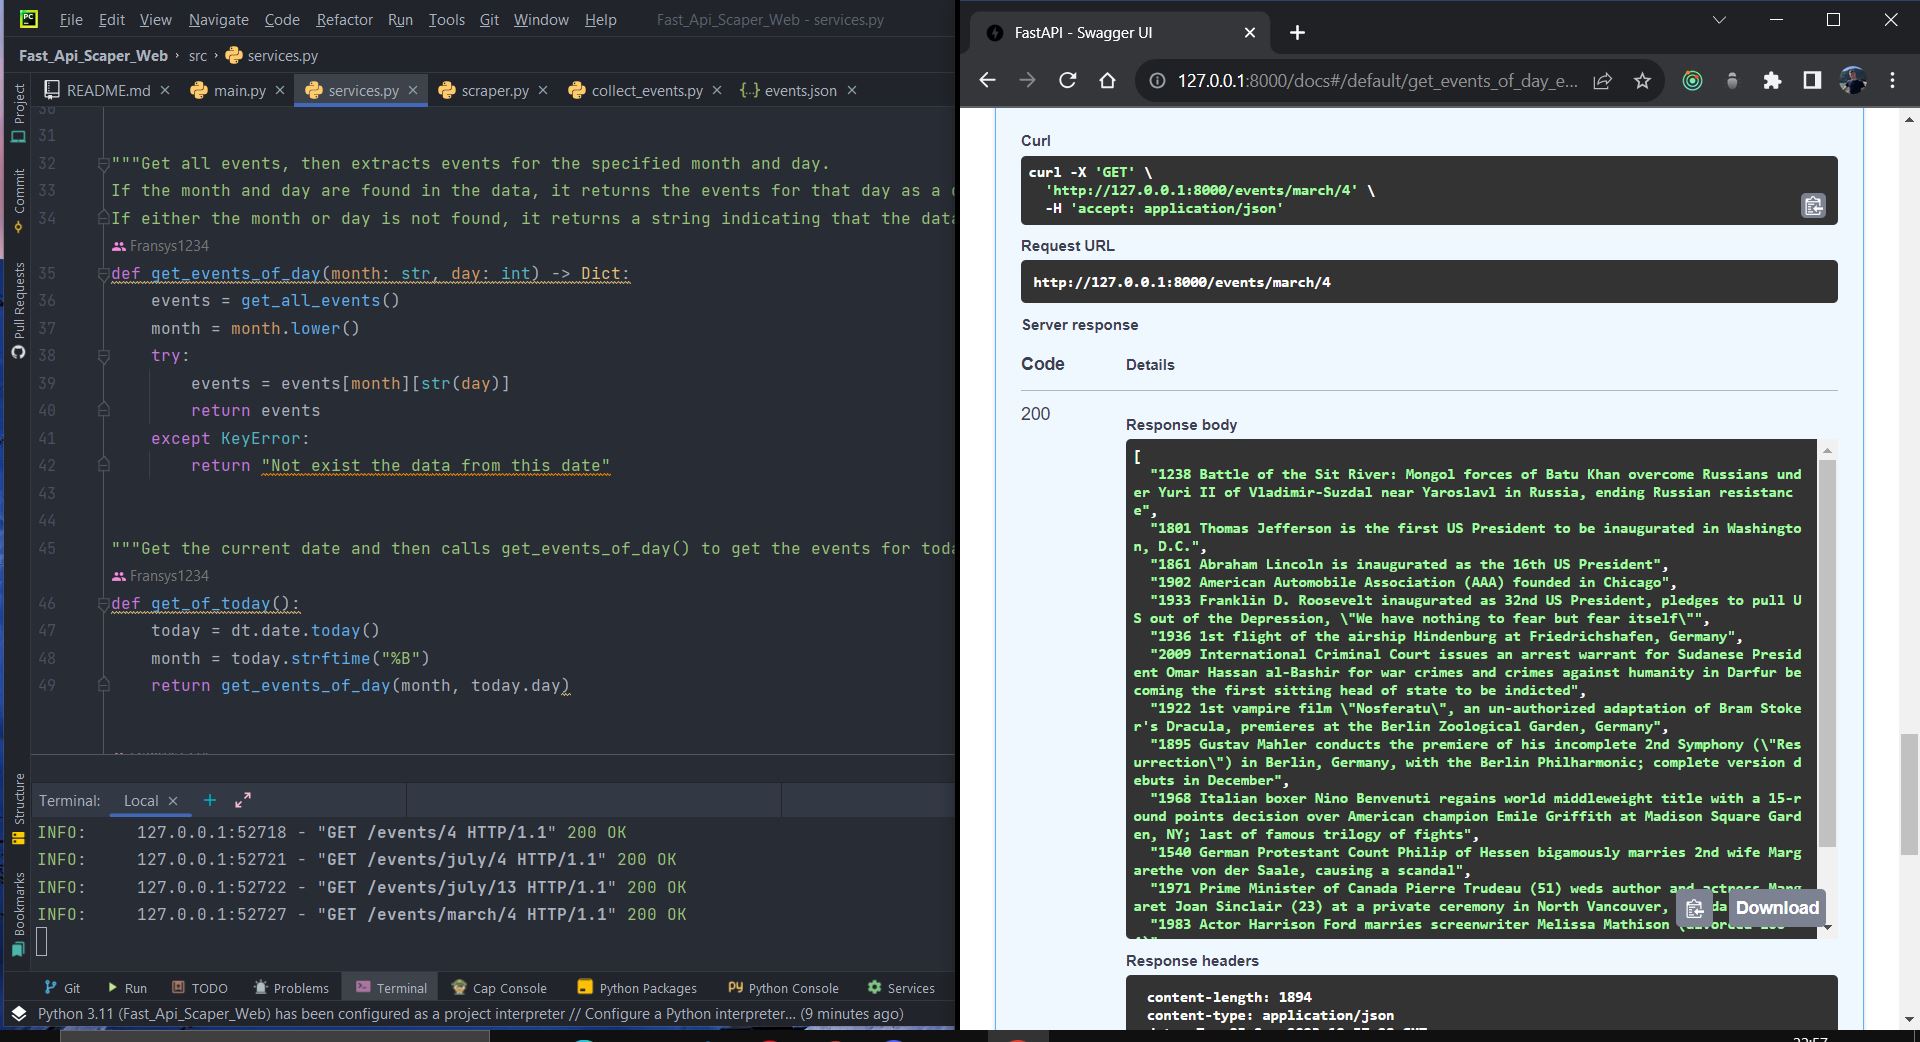 File Edit View Navigate Code Refactor Run Tools Git Window Help Fast_Api_Scaper_Web - services.py
Fast_Api_Scaper_Web › src › services.py
README.md × main.py × services.py × scraper.py × collect_events.py × {..} events.json ×
Project
Commit
Pull Requests
Structure
Bookmarks
30
31
32 """Get all events, then extracts events for the specified month and day.
33 If the month and day are found in the data, it returns the events for that day as a
34 If either the month or day is not found, it returns a string indicating that the data
Fransys1234
35 def get_events_of_day(month: str, day: int) -> Dict:
36 events = get_all_events()
37 month = month.lower()
38 try:
39 events = events[month][str(day)]
40 return events
41 except KeyError:
42 return "Not exist the data from this date"
43
44
45 """Get the current date and then calls get_events_of_day() to get the events for toda
Fransys1234
46 def get_of_today():
47 today = dt.date.today()
48 month = today.strftime("%B")
49 return get_events_of_day(month, today.day)
Terminal: Local × +
INFO: 127.0.0.1:52718 - "GET /events/4 HTTP/1.1" 200 OK
INFO: 127.0.0.1:52721 - "GET /events/july/4 HTTP/1.1" 200 OK
INFO: 127.0.0.1:52722 - "GET /events/july/13 HTTP/1.1" 200 OK
INFO: 127.0.0.1:52727 - "GET /events/march/4 HTTP/1.1" 200 OK
Git Run TODO Problems Terminal Cap Console Python Packages Python Console Services
Python 3.11 (Fast_Api_Scaper_Web) has been configured as a project interpreter // Configure a Python interpreter... (9 minutes ago)
FastAPI - Swagger UI
127.0.0.1:8000/docs#/default/get_events_of_day_e...
Curl
curl -X 'GET' \
'http://127.0.0.1:8000/events/march/4' \
-H 'accept: application/json'
Request URL
http://127.0.0.1:8000/events/march/4
Server response
Code Details
200
Response body
[
"1238 Battle of the Sit River: Mongol forces of Batu Khan overcome Russians und
er Yuri II of Vladimir-Suzdal near Yaroslavl in Russia, ending Russian resistanc
e",
"1801 Thomas Jefferson is the first US President to be inaugurated in Washingto
n, D.C.",
"1861 Abraham Lincoln is inaugurated as the 16th US President",
"1902 American Automobile Association (AAA) founded in Chicago",
"1933 Franklin D. Roosevelt inaugurated as 32nd US President, pledges to pull U
S out of the Depression, \"We have nothing to fear but fear itself\"",
"1936 1st flight of the airship Hindenburg at Friedrichshafen, Germany",
"2009 International Criminal Court issues an arrest warrant for Sudanese Presid
ent Omar Hassan al-Bashir for war crimes and crimes against humanity in Darfur be
coming the first sitting head of state to be indicted",
"1922 1st vampire film \"Nosferatu\", an un-authorized adaptation of Bram Stoke
r's Dracula, premieres at the Berlin Zoological Garden, Germany",
"1895 Gustav Mahler conducts the premiere of his incomplete 2nd Symphony (\"Res
urrection\") in Berlin, Germany, with the Berlin Philharmonic; complete version d
ebuts in December",
"1968 Italian boxer Nino Benvenuti regains world middleweight title with a 15-r
ound points decision over American champion Emile Griffith at Madison Square Gard
en, NY; last of famous trilogy of fights",
"1540 German Protestant Count Philip of Hessen bigamously marries 2nd wife Marg
arethe von der Saale, causing a scandal",
"1971 Prime Minister of Canada Pierre Trudeau (51) weds author and actress Marg
aret Joan Sinclair (23) at a private ceremony in North Vancouver,
"1983 Actor Harrison Ford marries screenwriter Melissa Mathison
Download
Response headers
content-length: 1894
content-type: application/json